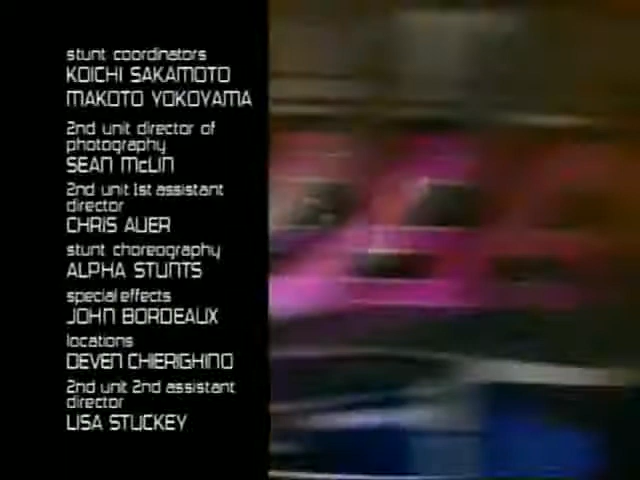 stunt coordinators
KOICHI SAKAMOTO
MAKOTO YOKOYAMA
2nd unit director of
photography
SEAN McLIN
2nd unit 1st assistant
director
CHRIS AUER
stunt choreography
ALPHA STUNTS
special effects
JOHN BORDEAUX
locations
DEVEN CHIERIGHINO
2nd unit 2nd assistant
director
LISA STUCKEY